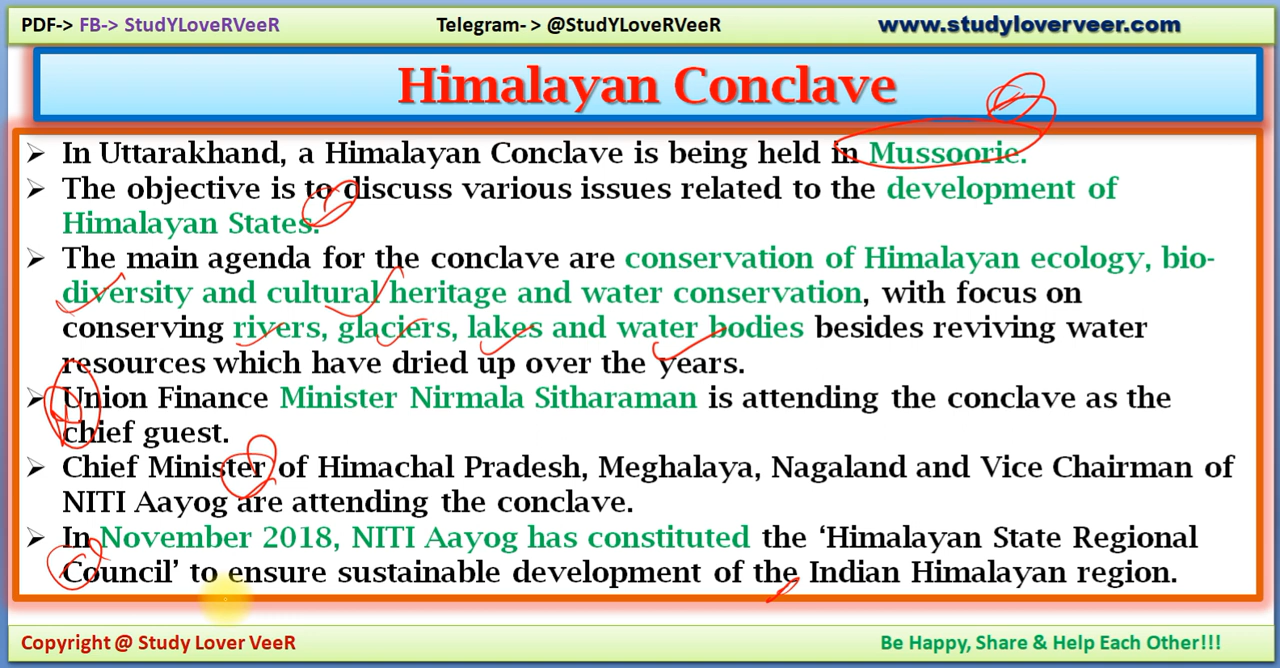 PDF-> FB-> StudYLoveRVeeR Telegram- > @StudYLoveRVeeR www.studyloverveer.com
Himalayan Conclave
➤ In Uttarakhand, a Himalayan Conclave is being held in Mussoorie.
➤ The objective is to discuss various issues related to the development of
Himalayan States.
➤ The main agenda for the conclave are conservation of Himalayan ecology, bio-
diversity and cultural heritage and water conservation, with focus on
conserving rivers, glaciers, lakes and water bodies besides reviving water
resources which have dried up over the years.
➤ Union Finance Minister Nirmala Sitharaman is attending the conclave as the
chief guest.
➤ Chief Minister of Himachal Pradesh, Meghalaya, Nagaland and Vice Chairman of
NITI Aayog are attending the conclave.
➤ In November 2018, NITI Aayog has constituted the ‘Himalayan State Regional
Council’ to ensure sustainable development of the Indian Himalayan region.
Copyright @ Study Lover VeeR Be Happy, Share & Help Each Other!!!